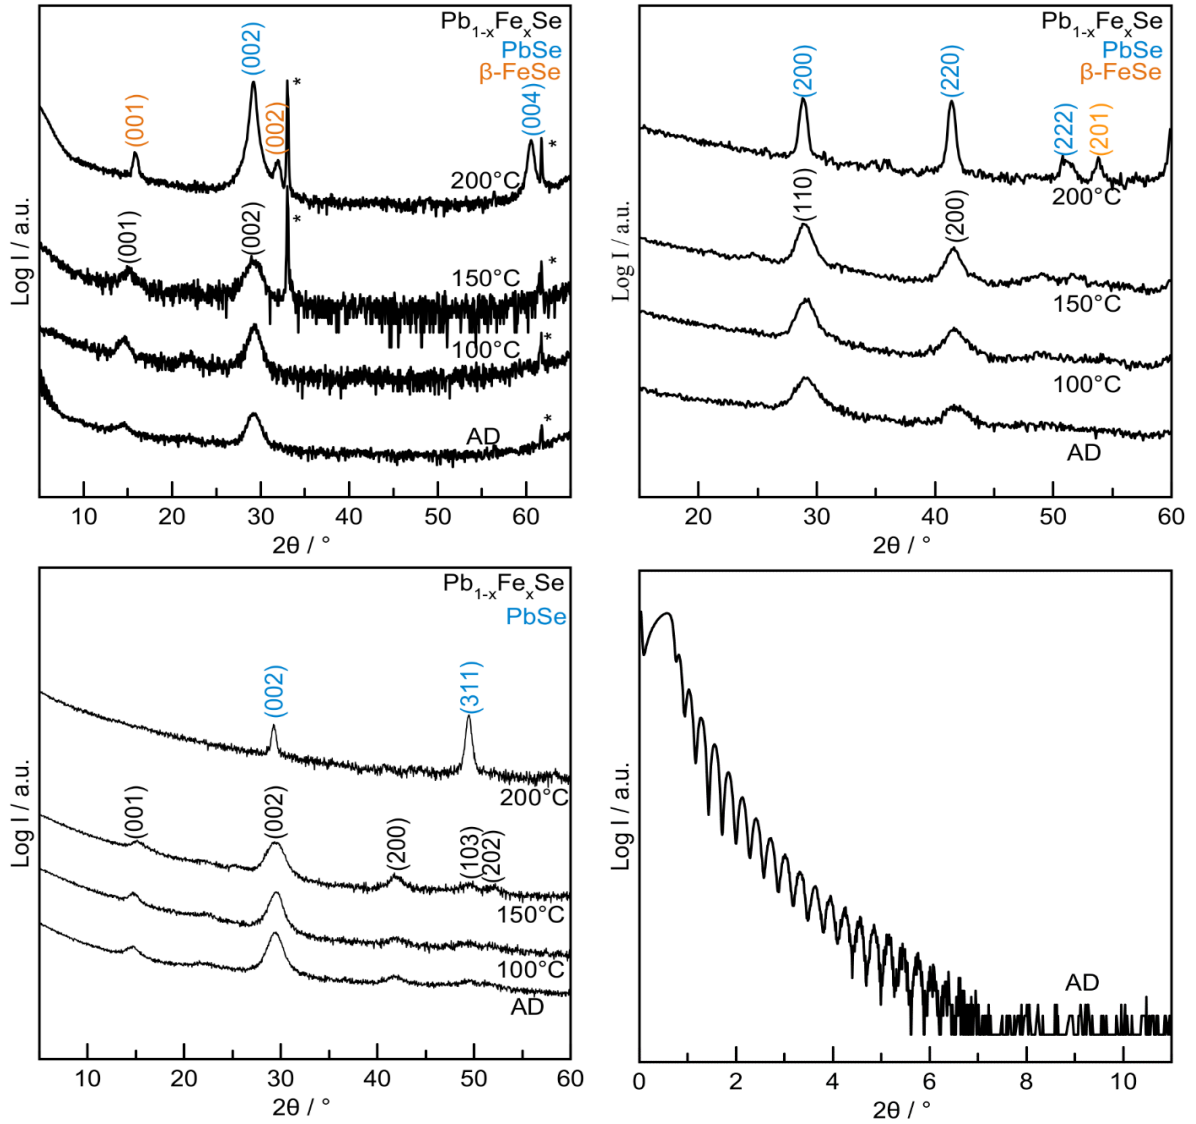 Pb₁₋ₓFeₓSe
PbSe
β-FeSe
(001)
(002)
(002)
*
(004)
*
200°C
(001)
(002)
*
*
150°C
*
100°C
*
AD
Log I / a.u.
10 20 30 40 50 60
2θ / °
Pb₁₋ₓFeₓSe
PbSe
β-FeSe
(200)
(220)
(222)
(201)
200°C
(110)
(200)
150°C
100°C
AD
Log I / a.u.
20 30 40 50 60
2θ / °
Pb₁₋ₓFeₓSe
PbSe
(002)
(311)
200°C
(001)
(002)
(200)
(103)
(202)
150°C
100°C
AD
Log I / a.u.
10 20 30 40 50 60
2θ / °
AD
Log I / a.u.
0 2 4 6 8 10
2θ / °